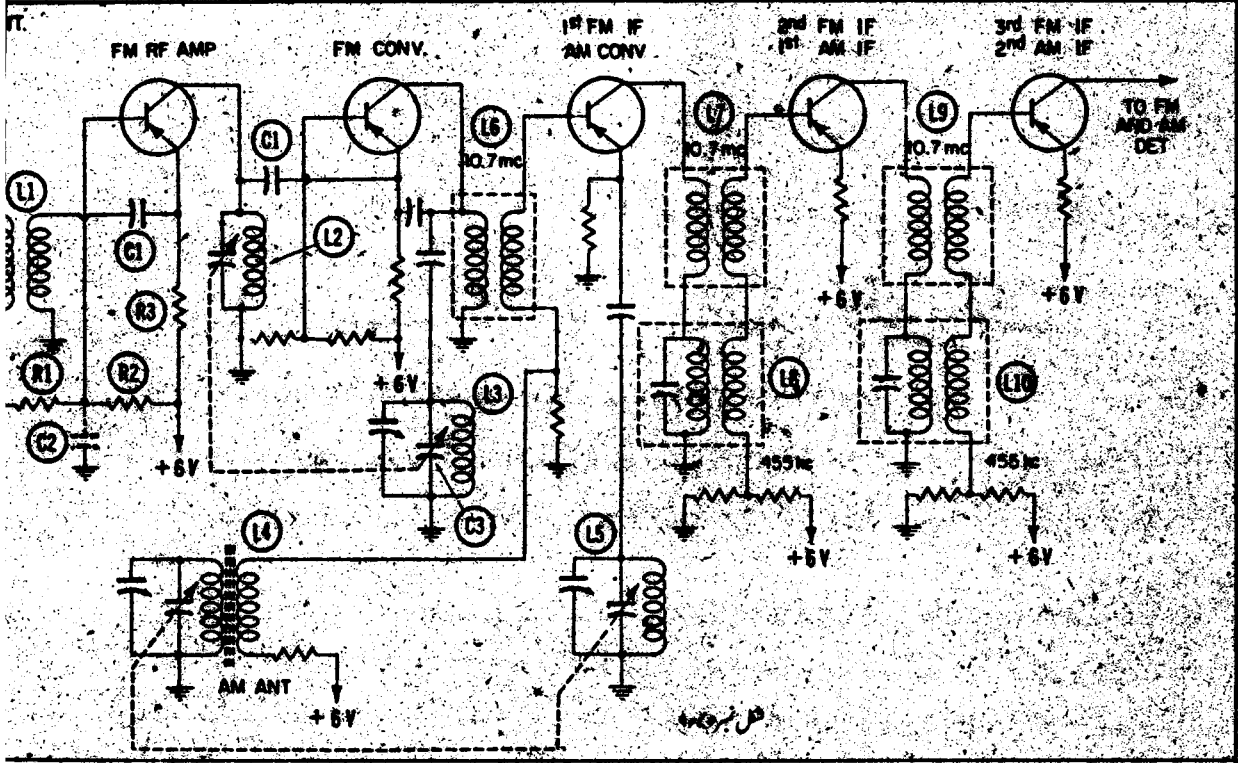 T.
FM RF AMP
FM CONV.
1st FM IF
AM CONV
2nd FM IF
1st AM IF
3rd FM IF
2nd AM IF
TO FM
AND AM
DET
C1
L6
10.7 mc
L7
10.7 mc
L9
10.7 mc
L1
C1
L2
R3
+6V
+6V
R1
R2
+6V
L3
L8
L10
C2
+6V
455 kc
455 kc
C3
L4
L5
+6V
+6V
AM ANT
+6V
شکل نمبر